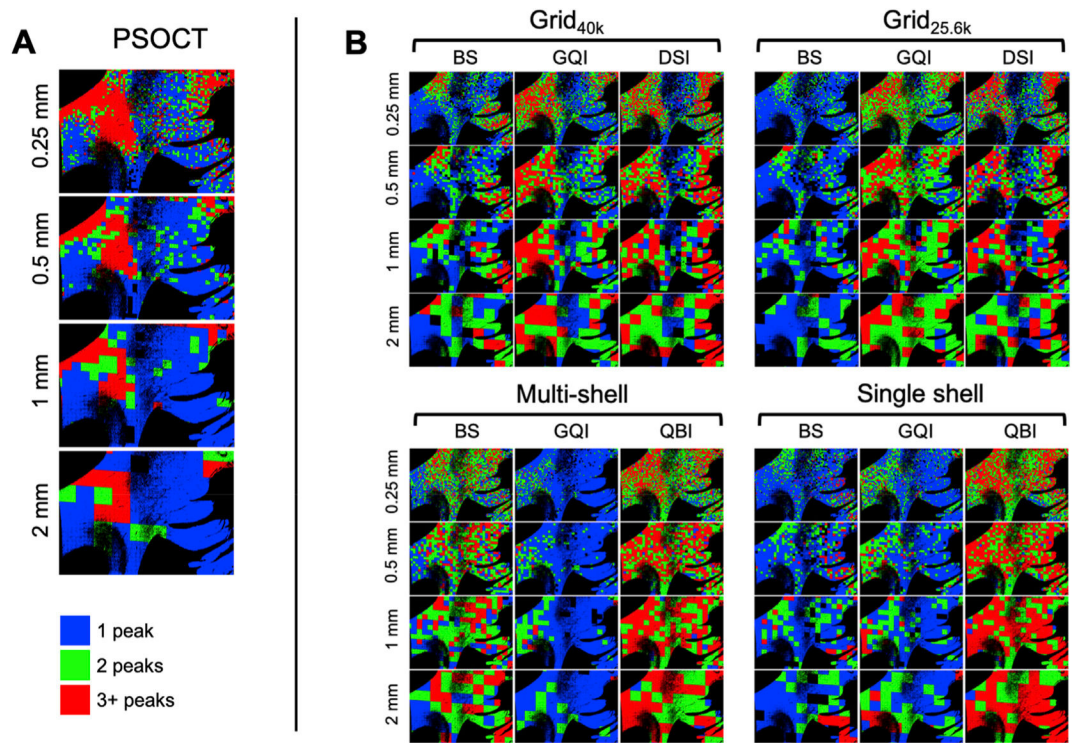 A
PSOCT
0.25 mm
0.5 mm
1 mm
2 mm
1 peak
2 peaks
3+ peaks
B
Grid40k
BS GQI DSI
0.25 mm
0.5 mm
1 mm
2 mm
Grid25.6k
BS GQI DSI
Multi-shell
BS GQI QBI
0.25 mm
0.5 mm
1 mm
2 mm
Single shell
BS GQI QBI